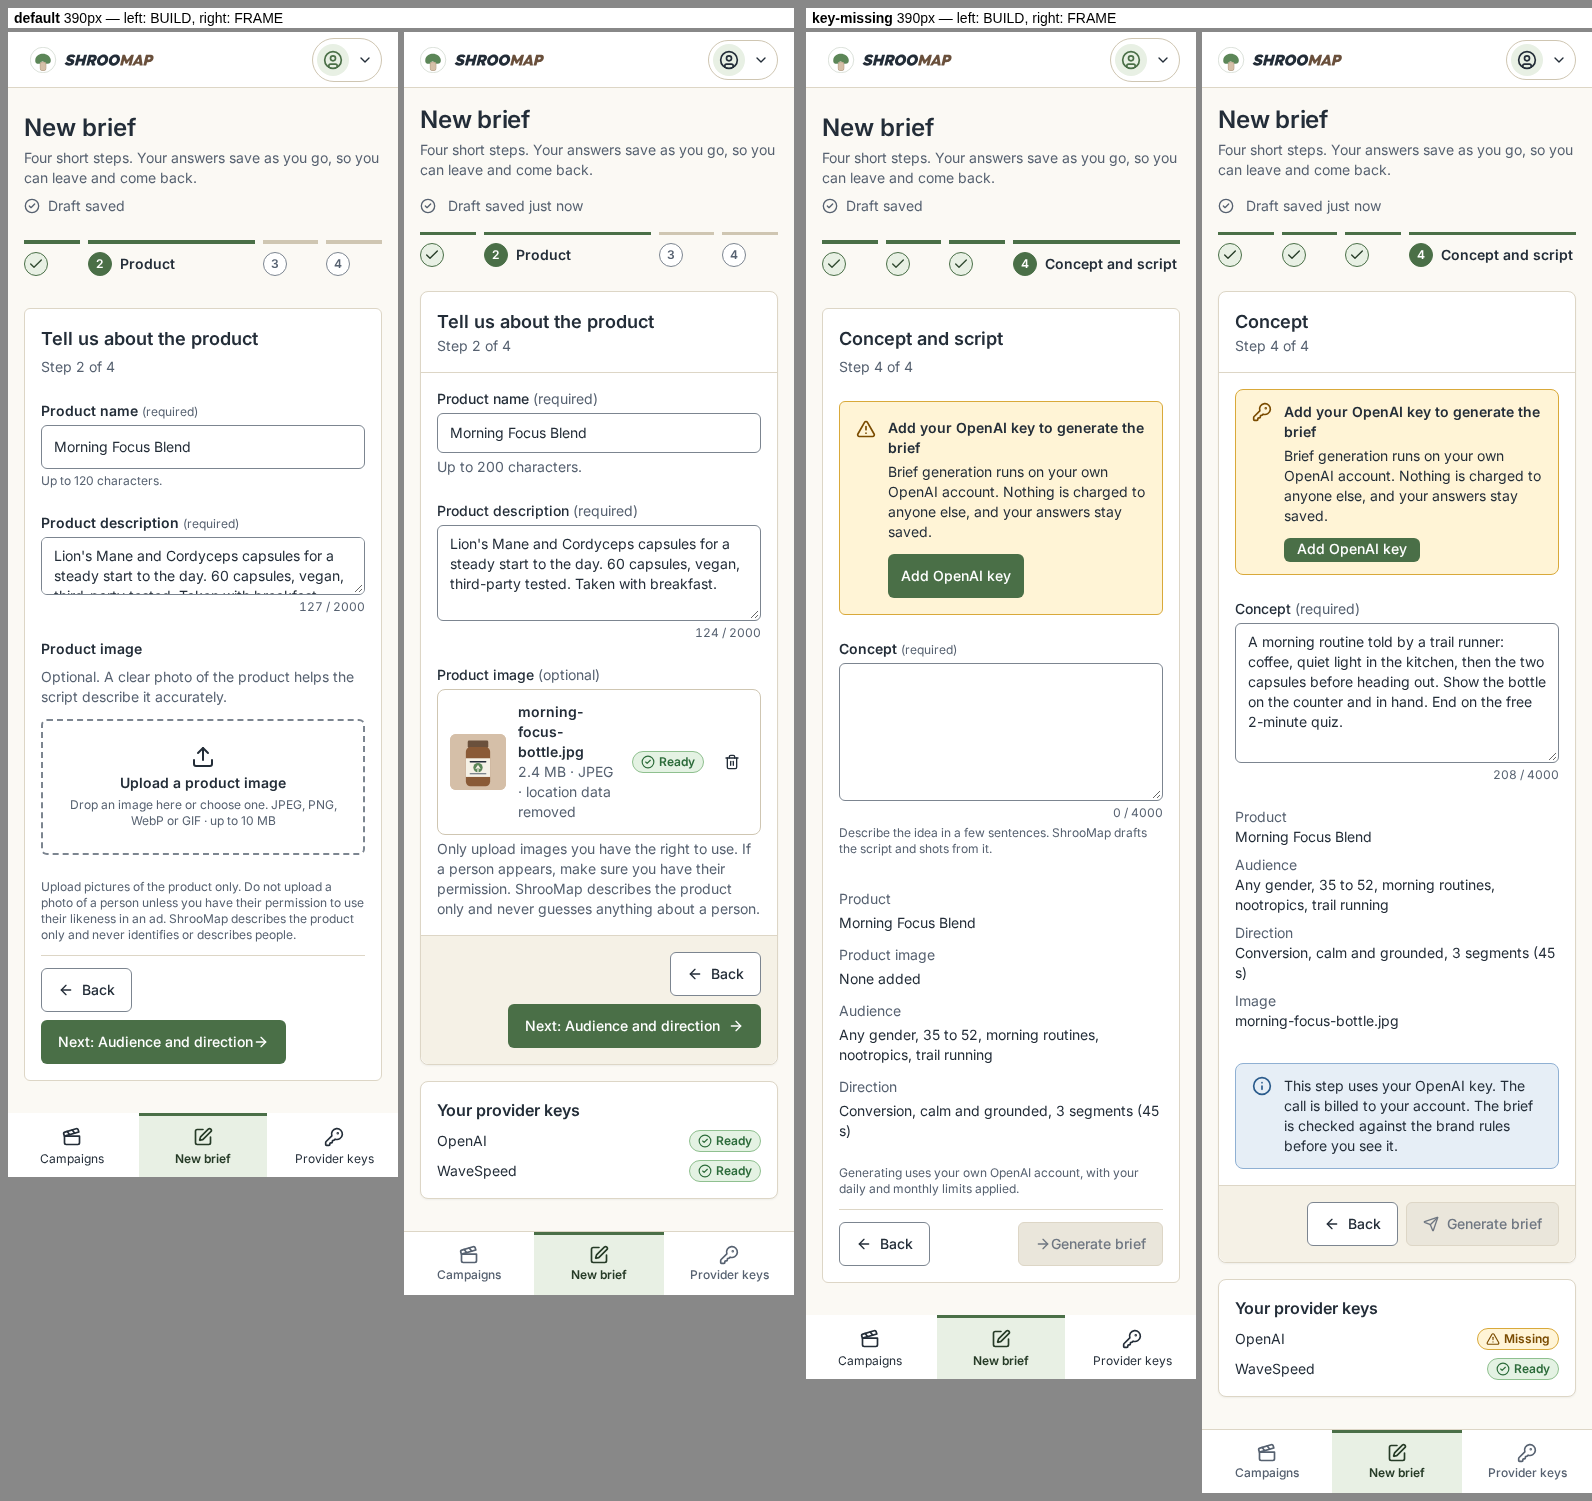 default 390px — left: BUILD, right: FRAME
SHROOMAP
New brief
Four short steps. Your answers save as you go, so you
can leave and come back.
Draft saved
2 Product
3
4
Tell us about the product
Step 2 of 4
Product name (required)
Morning Focus Blend
Up to 120 characters.
Product description (required)
Lion's Mane and Cordyceps capsules for a
steady start to the day. 60 capsules, vegan,
third-party tested. Taken with breakfast.
127 / 2000
Product image
Optional. A clear photo of the product helps the
script describe it accurately.
Upload a product image
Drop an image here or choose one. JPEG, PNG,
WebP or GIF · up to 10 MB
Upload pictures of the product only. Do not upload a
photo of a person unless you have their permission to use
their likeness in an ad. ShrooMap describes the product
only and never identifies or describes people.
Back
Next: Audience and direction
Campaigns
New brief
Provider keys
SHROOMAP
New brief
Four short steps. Your answers save as you go, so you
can leave and come back.
Draft saved just now
2 Product
3
4
Tell us about the product
Step 2 of 4
Product name (required)
Morning Focus Blend
Up to 200 characters.
Product description (required)
Lion's Mane and Cordyceps capsules for a
steady start to the day. 60 capsules, vegan,
third-party tested. Taken with breakfast.
124 / 2000
Product image (optional)
morning-
focus-
bottle.jpg
2.4 MB · JPEG
· location data
removed
Ready
Only upload images you have the right to use. If
a person appears, make sure you have their
permission. ShrooMap describes the product
only and never guesses anything about a person.
Back
Next: Audience and direction
Your provider keys
OpenAI
Ready
WaveSpeed
Ready
Campaigns
New brief
Provider keys
key-missing 390px — left: BUILD, right: FRAME
SHROOMAP
New brief
Four short steps. Your answers save as you go, so you
can leave and come back.
Draft saved
4 Concept and script
Concept and script
Step 4 of 4
Add your OpenAI key to generate the
brief
Brief generation runs on your own
OpenAI account. Nothing is charged to
anyone else, and your answers stay
saved.
Add OpenAI key
Concept (required)
0 / 4000
Describe the idea in a few sentences. ShrooMap drafts
the script and shots from it.
Product
Morning Focus Blend
Product image
None added
Audience
Any gender, 35 to 52, morning routines,
nootropics, trail running
Direction
Conversion, calm and grounded, 3 segments (45
s)
Generating uses your own OpenAI account, with your
daily and monthly limits applied.
Back
Generate brief
Campaigns
New brief
Provider keys
SHROOMAP
New brief
Four short steps. Your answers save as you go, so you
can leave and come back.
Draft saved just now
4 Concept and script
Concept
Step 4 of 4
Add your OpenAI key to generate the
brief
Brief generation runs on your own
OpenAI account. Nothing is charged to
anyone else, and your answers stay
saved.
Add OpenAI key
Concept (required)
A morning routine told by a trail runner:
coffee, quiet light in the kitchen, then the two
capsules before heading out. Show the bottle
on the counter and in hand. End on the free
2-minute quiz.
208 / 4000
Product
Morning Focus Blend
Audience
Any gender, 35 to 52, morning routines,
nootropics, trail running
Direction
Conversion, calm and grounded, 3 segments (45
s)
Image
morning-focus-bottle.jpg
This step uses your OpenAI key. The
call is billed to your account. The brief
is checked against the brand rules
before you see it.
Back
Generate brief
Your provider keys
OpenAI
Missing
WaveSpeed
Ready
Campaigns
New brief
Provider keys